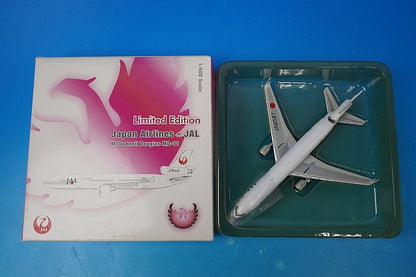 1:400 Scale
Limited Edition
Japan Airlines - JAL
McDonnell Douglas MD-11
JAL